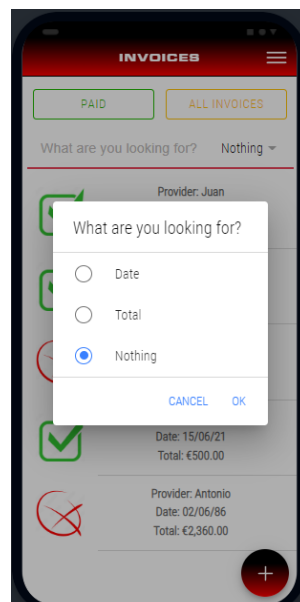 INVOICES
PAID
ALL INVOICES
What are you looking for?
Nothing
Provider: Juan
What are you looking for?
Date
Total
Nothing
CANCEL
OK
Date: 15/06/21
Total: €500.00
Provider: Antonio
Date: 02/06/86
Total: €2,360.00
+